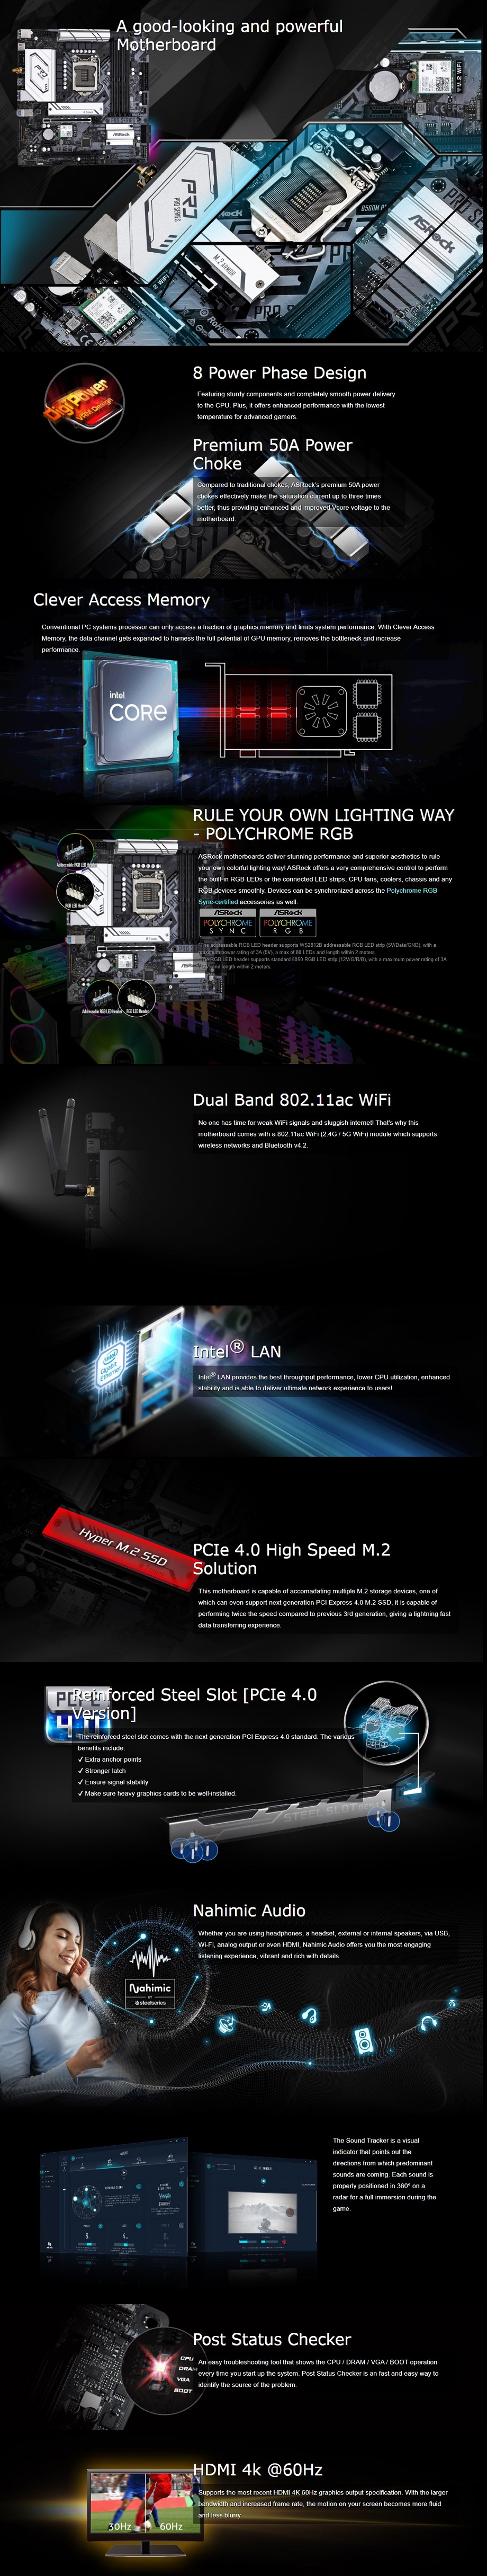 A good-looking and powerful
Motherboard
PRO
PRO SERIES
ASRock
M.2 WiFi
B560M P
M.2 ARMOR
RoHS
8 Power Phase Design
Digi Power
VRM Design
Featuring sturdy components and completely smooth power delivery
to the CPU. Plus, it offers enhanced performance with the lowest
temperature for advanced gamers.
Premium 50A Power
Choke
Compared to traditional chokes, ASRock's premium 50A power
chokes effectively make the saturation current up to three times
better, thus providing enhanced and improved Vcore voltage to the
motherboard.
Clever Access Memory
Conventional PC systems processor can only access a fraction of graphics memory and limits system performance. With Clever Access
Memory, the data channel gets expanded to harness the full potential of GPU memory, removes the bottleneck and increase
performance.
intel
CORE
RULE YOUR OWN LIGHTING WAY
- POLYCHROME RGB
ASRock motherboards deliver stunning performance and superior aesthetics to rule
your own colorful lighting way! ASRock offers a very comprehensive control to perform
the built-in RGB LEDs or the connected LED strips, CPU fans, coolers, chassis and any
RGB devices smoothly. Devices can be synchronized across the Polychrome RGB
Sync-certified accessories as well.
ASRock POLYCHROME SYNC
ASRock POLYCHROME RGB
Addressable RGB LED Header
RGB LED Header
addressable RGB LED header supports WS2812B addressable RGB LED strip (5V/Data/GND), with a
power rating of 3A (5V), a max of 80 LEDs and length within 2 meters.
RGB LED header supports standard 5050 RGB LED strip (12V/G/R/B), with a maximum power rating of 3A
and length within 2 meters.
Addressable RGB LED Header
RGB LED Header
Dual Band 802.11ac WiFi
No one has time for weak WiFi signals and sluggish internet! That's why this
motherboard comes with a 802.11ac WiFi (2.4G / 5G WiFi) module which supports
wireless networks and Bluetooth v4.2.
Intel® LAN
intel
Gigabit
Ethernet
Intel® LAN provides the best throughput performance, lower CPU utilization, enhanced
stability and is able to deliver ultimate network experience to users!
Hyper M.2 SSD
PCIe 4.0 High Speed M.2
Solution
This motherboard is capable of accomadating multiple M.2 storage devices, one of
which can even support next generation PCI Express 4.0 M.2 SSD, it is capable of
performing twice the speed compared to previous 3rd generation, giving a lightning fast
data transferring experience.
Reinforced Steel Slot [PCIe 4.0
Version]
The reinforced steel slot comes with the next generation PCI Express 4.0 standard. The various
benefits include:
✓ Extra anchor points
✓ Stronger latch
✓ Ensure signal stability
✓ Make sure heavy graphics cards to be well-installed.
STEEL SLOT
Nahimic Audio
Whether you are using headphones, a headset, external or internal speakers, via USB,
Wi-Fi, analog output or even HDMI, Nahimic Audio offers you the most engaging
listening experience, vibrant and rich with details.
Nahimic
BY
steelseries
The Sound Tracker is a visual
indicator that points out the
directions from which predominant
sounds are coming. Each sound is
properly positioned in 360° on a
radar for a full immersion during the
game.
Post Status Checker
CPU
DRAM
VGA
BOOT
An easy troubleshooting tool that shows the CPU / DRAM / VGA / BOOT operation
every time you start up the system. Post Status Checker is an fast and easy way to
identify the source of the problem.
HDMI 4k @60Hz
Supports the most recent HDMI 4K 60Hz graphics output specification. With the larger
bandwidth and increased frame rate, the motion on your screen becomes more fluid
and less blurry.
30Hz
60Hz